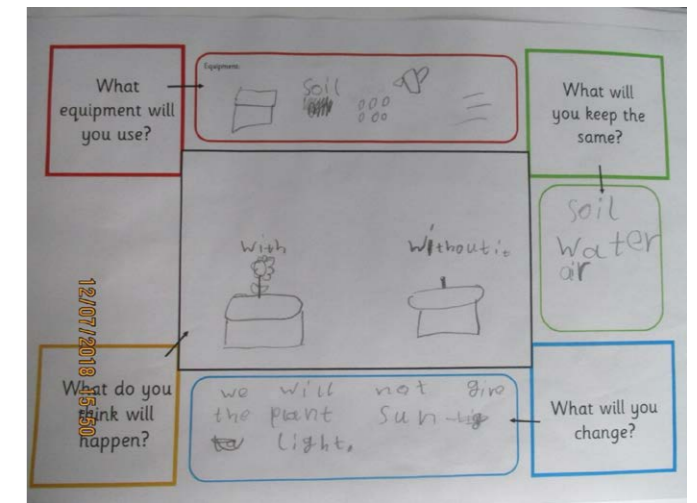 What
equipment will
you use?
Equipment:
Soil
What will
you keep the
same?
Soil
water
air
With
Without it
12/07/2018 15:50
What do you
think will
happen?
we will not give
the plant Sun
light.
What will you
change?